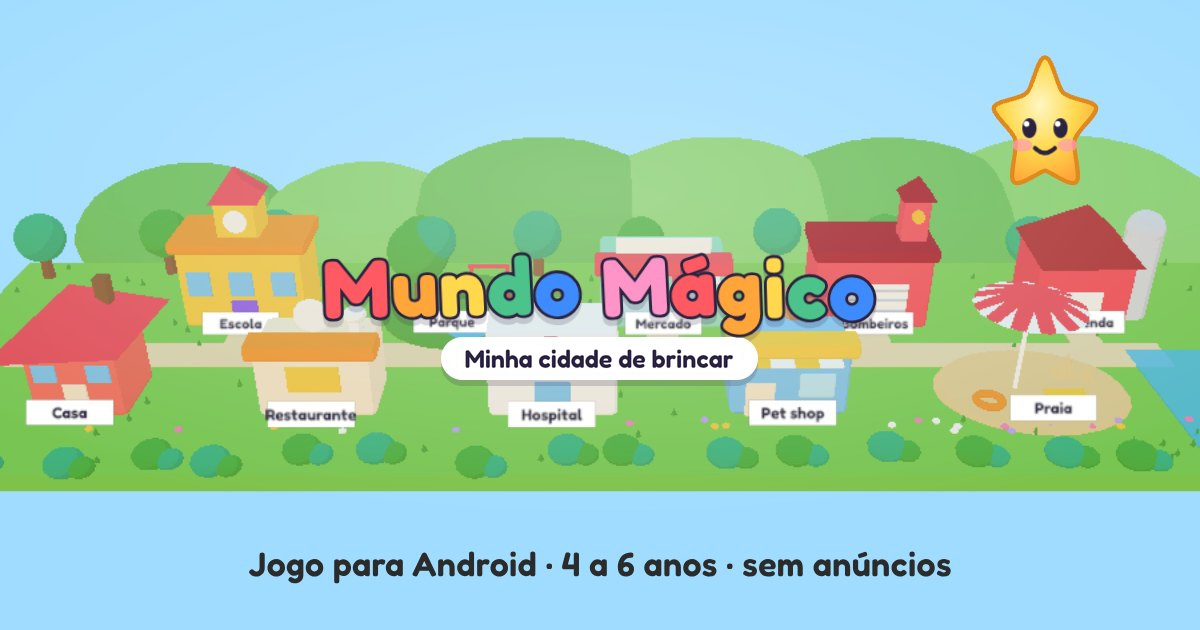 Mundo Mágico
Minha cidade de brincar
Escola
Parque
Mercado
Bombeiros
Casa
Restaurante
Hospital
Pet shop
Praia
Jogo para Android · 4 a 6 anos · sem anúncios